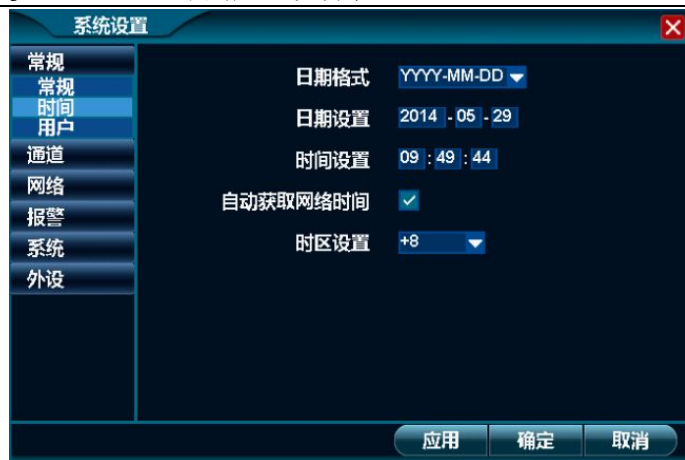 系统设置
常规
常规
时间
用户
通道
网络
报警
系统
外设
日期格式 YYYY-MM-DD
日期设置 2014 - 05 - 29
时间设置 09 : 49 : 44
自动获取网络时间
时区设置 +8
应用 确定 取消